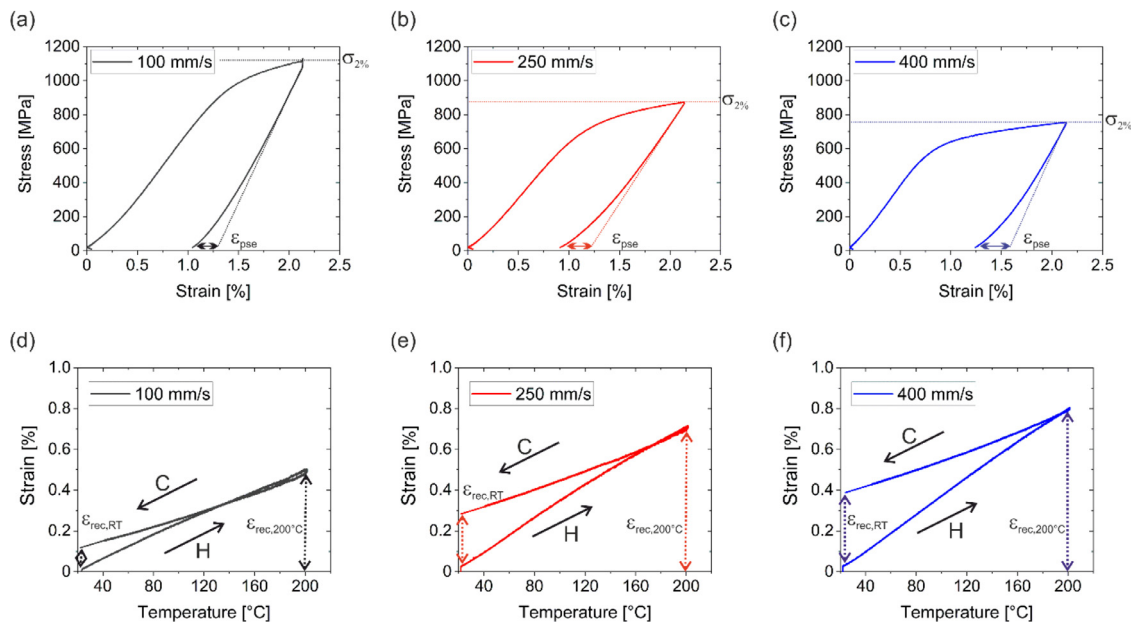 (a)
1200
1000
800
600
400
200
0
Stress [MPa]
100 mm/s
σ2%
εpse
0 0.5 1.0 1.5 2.0 2.5
Strain [%]
(b)
1200
1000
800
600
400
200
0
Stress [MPa]
250 mm/s
σ2%
εpse
0 0.5 1.0 1.5 2.0 2.5
Strain [%]
(c)
1200
1000
800
600
400
200
0
Stress [MPa]
400 mm/s
σ2%
εpse
0 0.5 1.0 1.5 2.0 2.5
Strain [%]
(d)
1.0
0.8
0.6
0.4
0.2
0
Strain [%]
100 mm/s
C
εrec,RT
H
εrec,200°C
40 80 120 160 200
Temperature [°C]
(e)
1.0
0.8
0.6
0.4
0.2
0
Strain [%]
250 mm/s
C
εrec,RT
H
εrec,200°C
40 80 120 160 200
Temperature [°C]
(f)
1.0
0.8
0.6
0.4
0.2
0
Strain [%]
400 mm/s
C
εrec,RT
H
εrec,200°C
40 80 120 160 200
Temperature [°C]